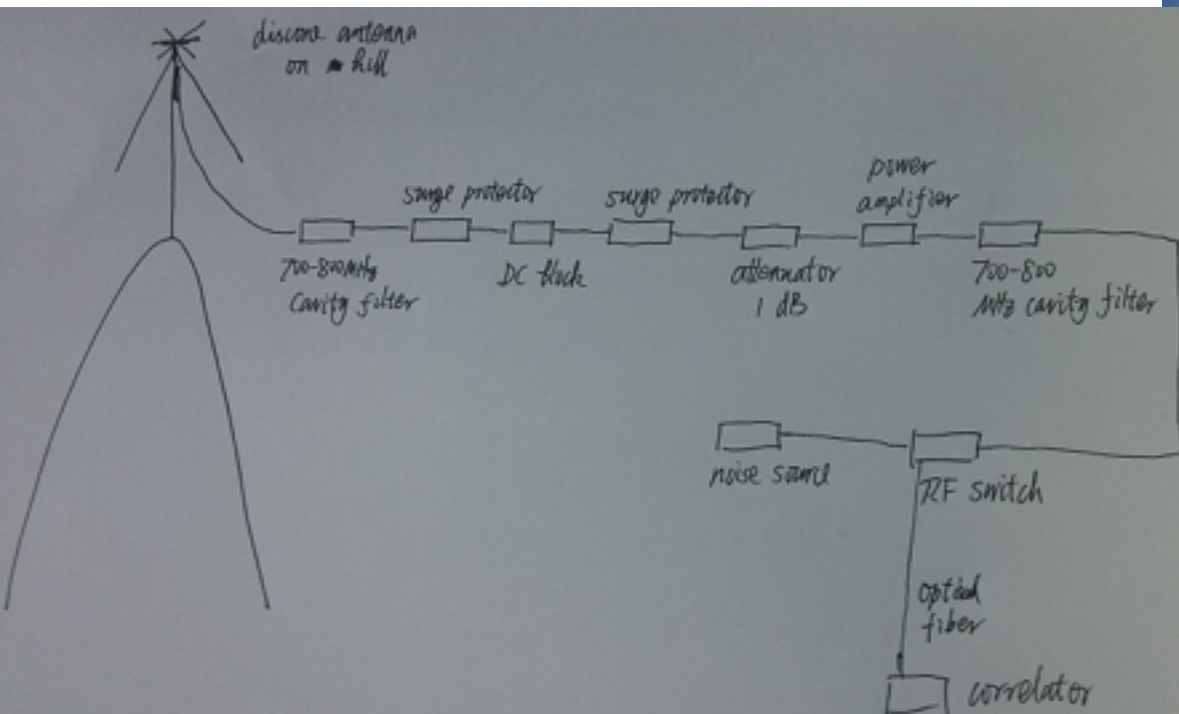 discone antenna
on hill
surge protector
surge protector
power
amplifier
700-800MHz
Cavity filter
DC block
attennator
1 dB
700-800
MHz cavity filter
noise source
RF switch
optical
fiber
correlator